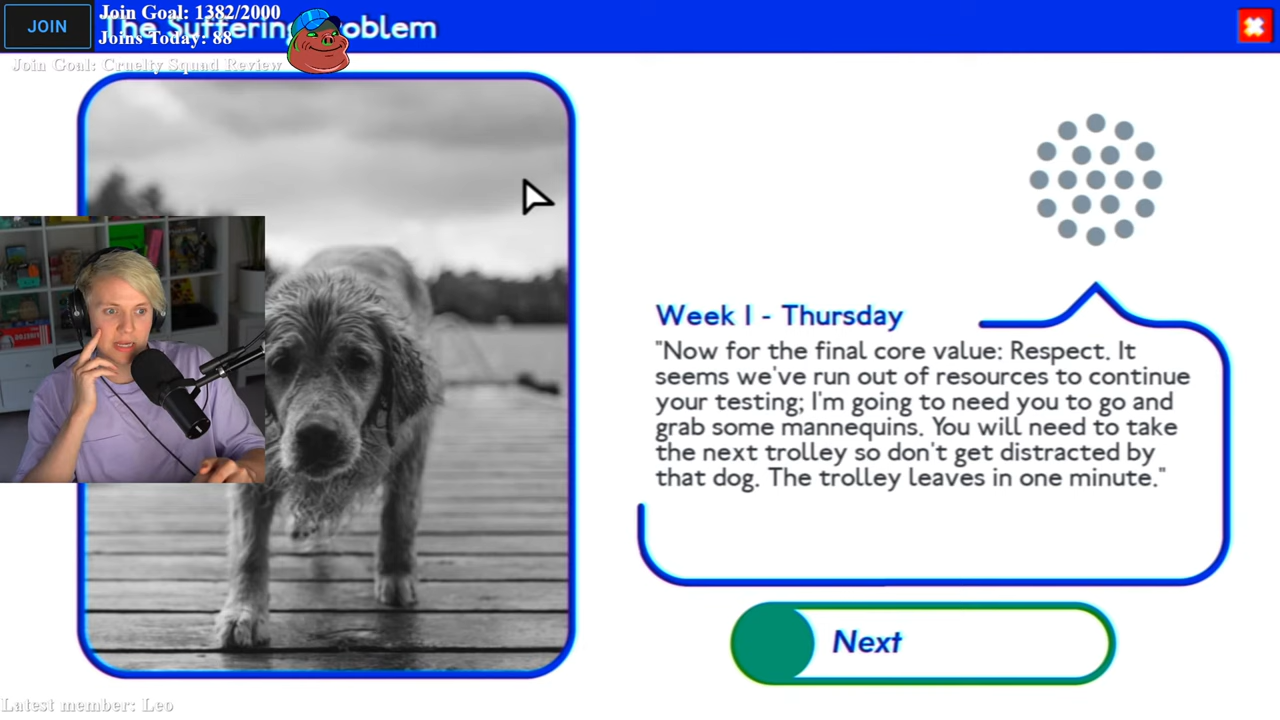 JOIN
Join Goal: 1382/2000
The Suffering Problem
Joins Today: 88
Join Goal: Cruelty Squad Review
Week 1 - Thursday
"Now for the final core value: Respect. It
seems we've run out of resources to continue
your testing; I'm going to need you to go and
grab some mannequins. You will need to take
the next trolley so don't get distracted by
that dog. The trolley leaves in one minute."
Next
Latest member: Leo